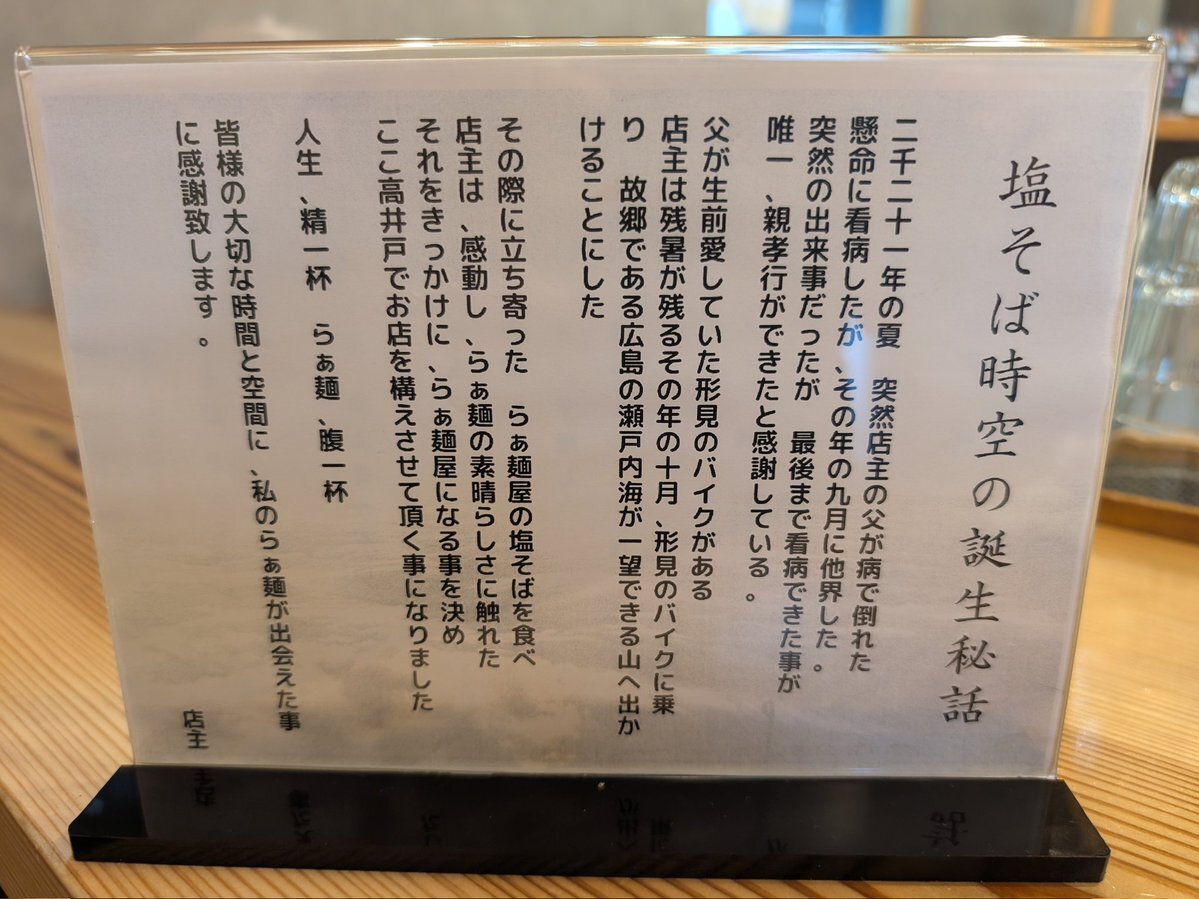 塩そば時空の誕生秘話
二千二十一年の夏　突然店主の父が病で倒れた
懸命に看病したが、その年の九月に他界した。
突然の出来事だったが　最後まで看病できた事が
唯一、親孝行ができたと感謝している。
父が生前愛していた形見のバイクがある
店主は残暑が残るその年の十月、形見のバイクに乗
り　故郷である広島の瀬戸内海が一望できる山へ出か
けることにした
その際に立ち寄った　らぁ麺屋の塩そばを食べ
店主は、感動し、らぁ麺の素晴らしさに触れた
それをきっかけに、らぁ麺屋になる事を決め
ここ高井戸でお店を構えさせて頂く事になりました
人生、精一杯　らぁ麺、腹一杯
皆様の大切な時間と空間に、私のらぁ麺が出会えた事
に感謝致します。
店主